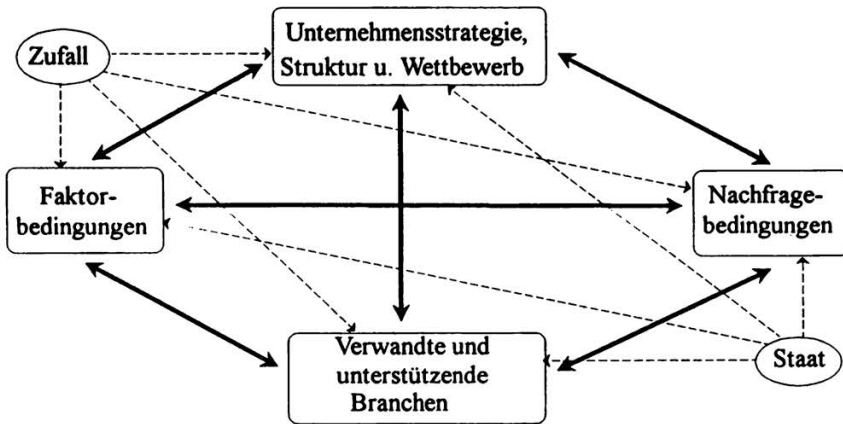 Unternehmensstrategie,
Struktur u. Wettbewerb
Zufall
Faktor-
bedingungen
Nachfrage-
bedingungen
Verwandte und
unterstützende
Branchen
Staat